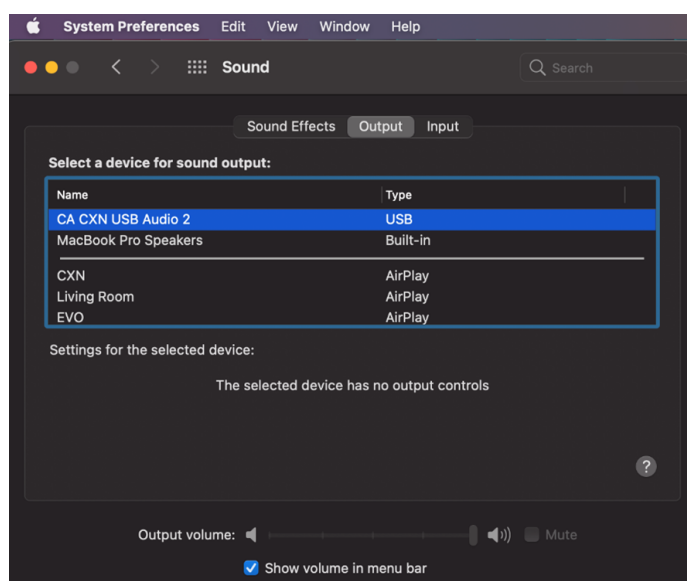 System Preferences Edit View Window Help
Sound
Search
Sound Effects Output Input
Select a device for sound output:
Name Type
CA CXN USB Audio 2 USB
MacBook Pro Speakers Built-in
CXN AirPlay
Living Room AirPlay
EVO AirPlay
Settings for the selected device:
The selected device has no output controls
?
Output volume: Mute
Show volume in menu bar